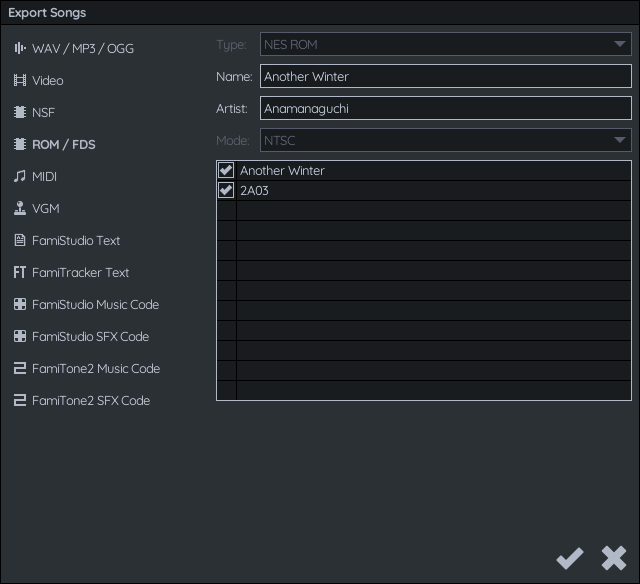 Export Songs
WAV / MP3 / OGG
Video
NSF
ROM / FDS
MIDI
VGM
FamiStudio Text
FT FamiTracker Text
FamiStudio Music Code
FamiStudio SFX Code
FamiTone2 Music Code
FamiTone2 SFX Code
Type: NES ROM
Name: Another Winter
Artist: Anamanaguchi
Mode: NTSC
Another Winter
2A03